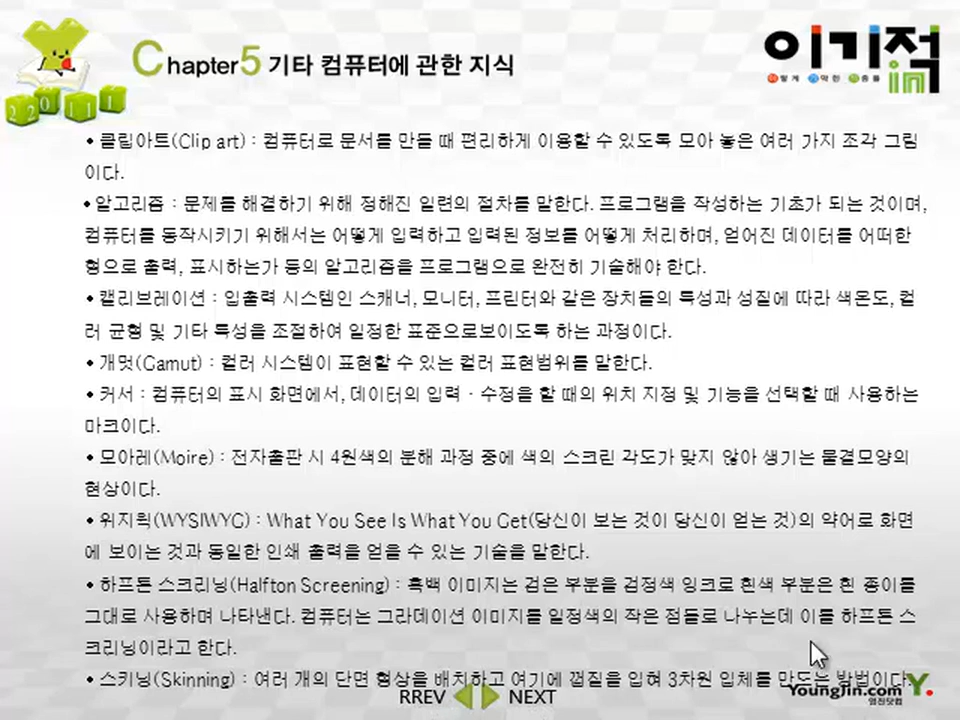 Chapter5 기타 컴퓨터에 관한 지식
이기적in
22011
• 클립아트(Clip art) : 컴퓨터로 문서를 만들 때 편리하게 이용할 수 있도록 모아 놓은 여러 가지 조각 그림
이다.
• 알고리즘 : 문제를 해결하기 위해 정해진 일련의 절차를 말한다. 프로그램을 작성하는 기초가 되는 것이며,
컴퓨터를 동작시키기 위해서는 어떻게 입력하고 입력된 정보를 어떻게 처리하며, 얻어진 데이터를 어떠한
형으로 출력, 표시하는가 등의 알고리즘을 프로그램으로 완전히 기술해야 한다.
• 캘리브레이션 : 입출력 시스템인 스캐너, 모니터, 프린터와 같은 장치들의 특성과 성질에 따라 색온도, 컬
러 균형 및 기타 특성을 조절하여 일정한 표준으로보이도록 하는 과정이다.
• 개멋(Gamut) : 컬러 시스템이 표현할 수 있는 컬러 표현범위를 말한다.
• 커서 : 컴퓨터의 표시 화면에서, 데이터의 입력 · 수정을 할 때의 위치 지정 및 기능을 선택할 때 사용하는
마크이다.
• 모아레(Moire) : 전자출판 시 4원색의 분해 과정 중에 색의 스크린 각도가 맞지 않아 생기는 물결모양의
현상이다.
• 위지윅(WYSIWYG) : What You See Is What You Get(당신이 보는 것이 당신이 얻는 것)의 약어로 화면
에 보이는 것과 동일한 인쇄 출력을 얻을 수 있는 기술을 말한다.
• 하프톤 스크리닝(Halfton Screening) : 흑백 이미지는 검은 부분을 검정색 잉크로 흰색 부분은 흰 종이를
그대로 사용하며 나타낸다. 컴퓨터는 그라데이션 이미지를 일정색의 작은 점들로 나누는데 이를 하프톤 스
크리닝이라고 한다.
• 스키닝(Skinning) : 여러 개의 단면 형상을 배치하고 여기에 껍질을 입혀 3차원 입체를 만드는 방법이다.
RREV NEXT
YoungJin.com Y.
영진닷컴